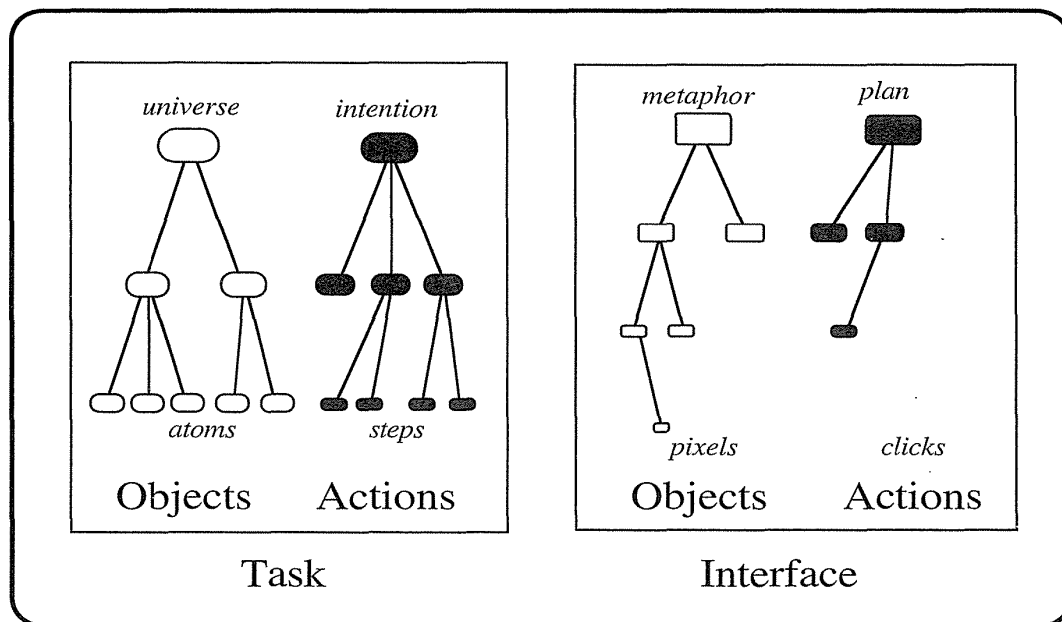 universe
intention
atoms
steps
Objects
Actions
Task
metaphor
plan
pixels
clicks
Objects
Actions
Interface